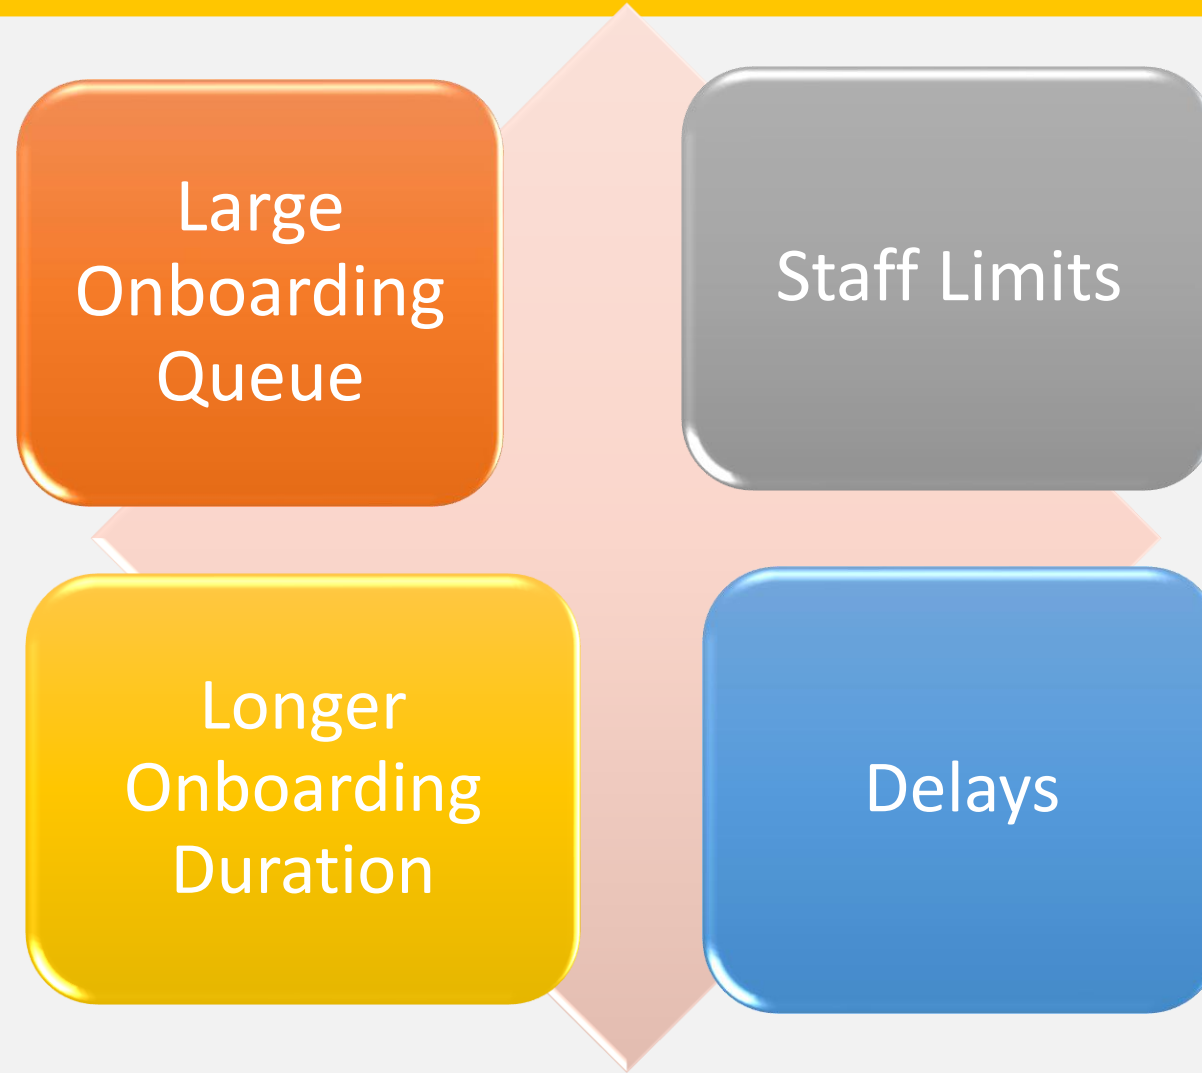 Large
Onboarding
Queue
Staff Limits
Longer
Onboarding
Duration
Delays